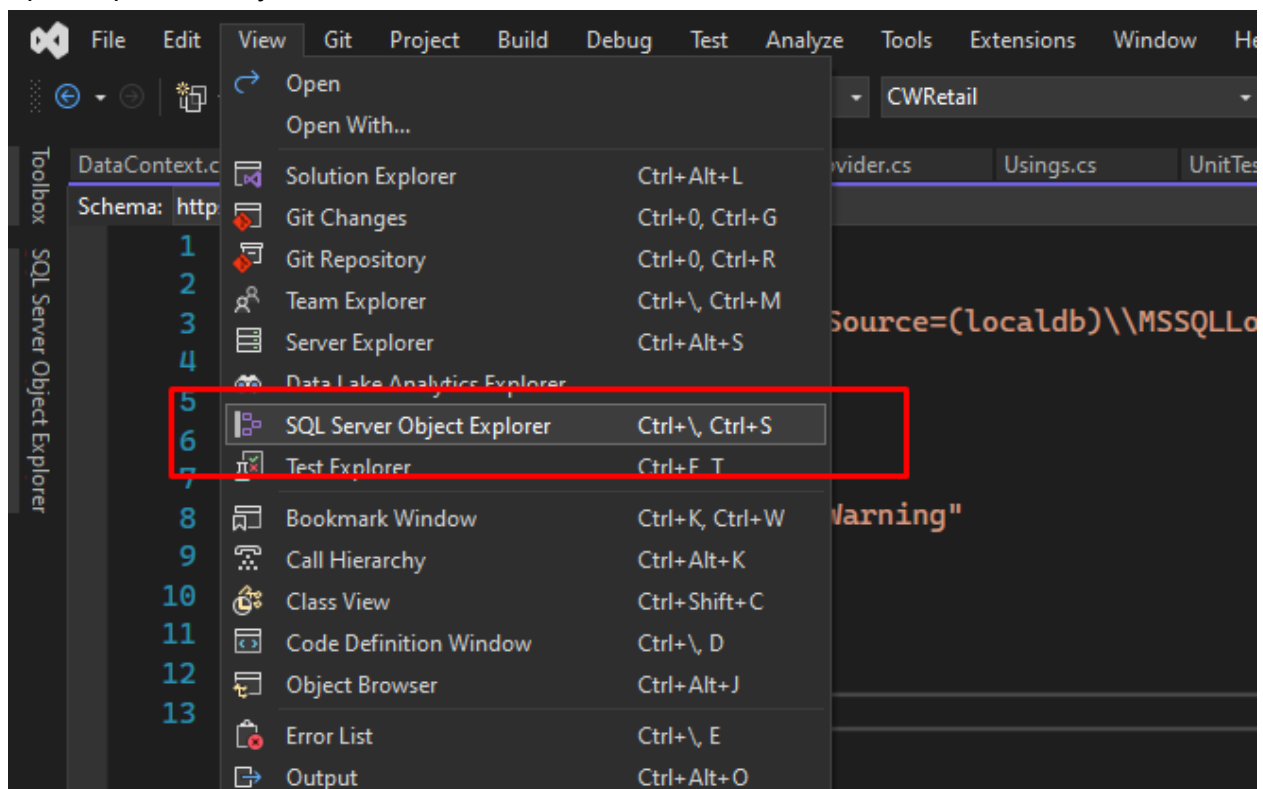 File Edit View Git Project Build Debug Test Analyze Tools Extensions Window
Open
CWRetail
Open With...
DataContext.c
Usings.cs
Solution Explorer Ctrl+Alt+L
Schema: http
Git Changes Ctrl+0, Ctrl+G
1
Git Repository Ctrl+0, Ctrl+R
2
Team Explorer Ctrl+\, Ctrl+M
3
Source=(localdb)\\MSSQLLo
Server Explorer Ctrl+Alt+S
4
Data Lake Analytics Explorer
5
SQL Server Object Explorer Ctrl+\, Ctrl+S
6
Test Explorer Ctrl+E, T
7
Bookmark Window Ctrl+K, Ctrl+W
8
Warning"
Call Hierarchy Ctrl+Alt+K
9
Class View Ctrl+Shift+C
10
Code Definition Window Ctrl+\, D
11
Object Browser Ctrl+Alt+J
12
13
Error List Ctrl+\, E
Output Ctrl+Alt+O
Toolbox
SQL Server Object Explorer